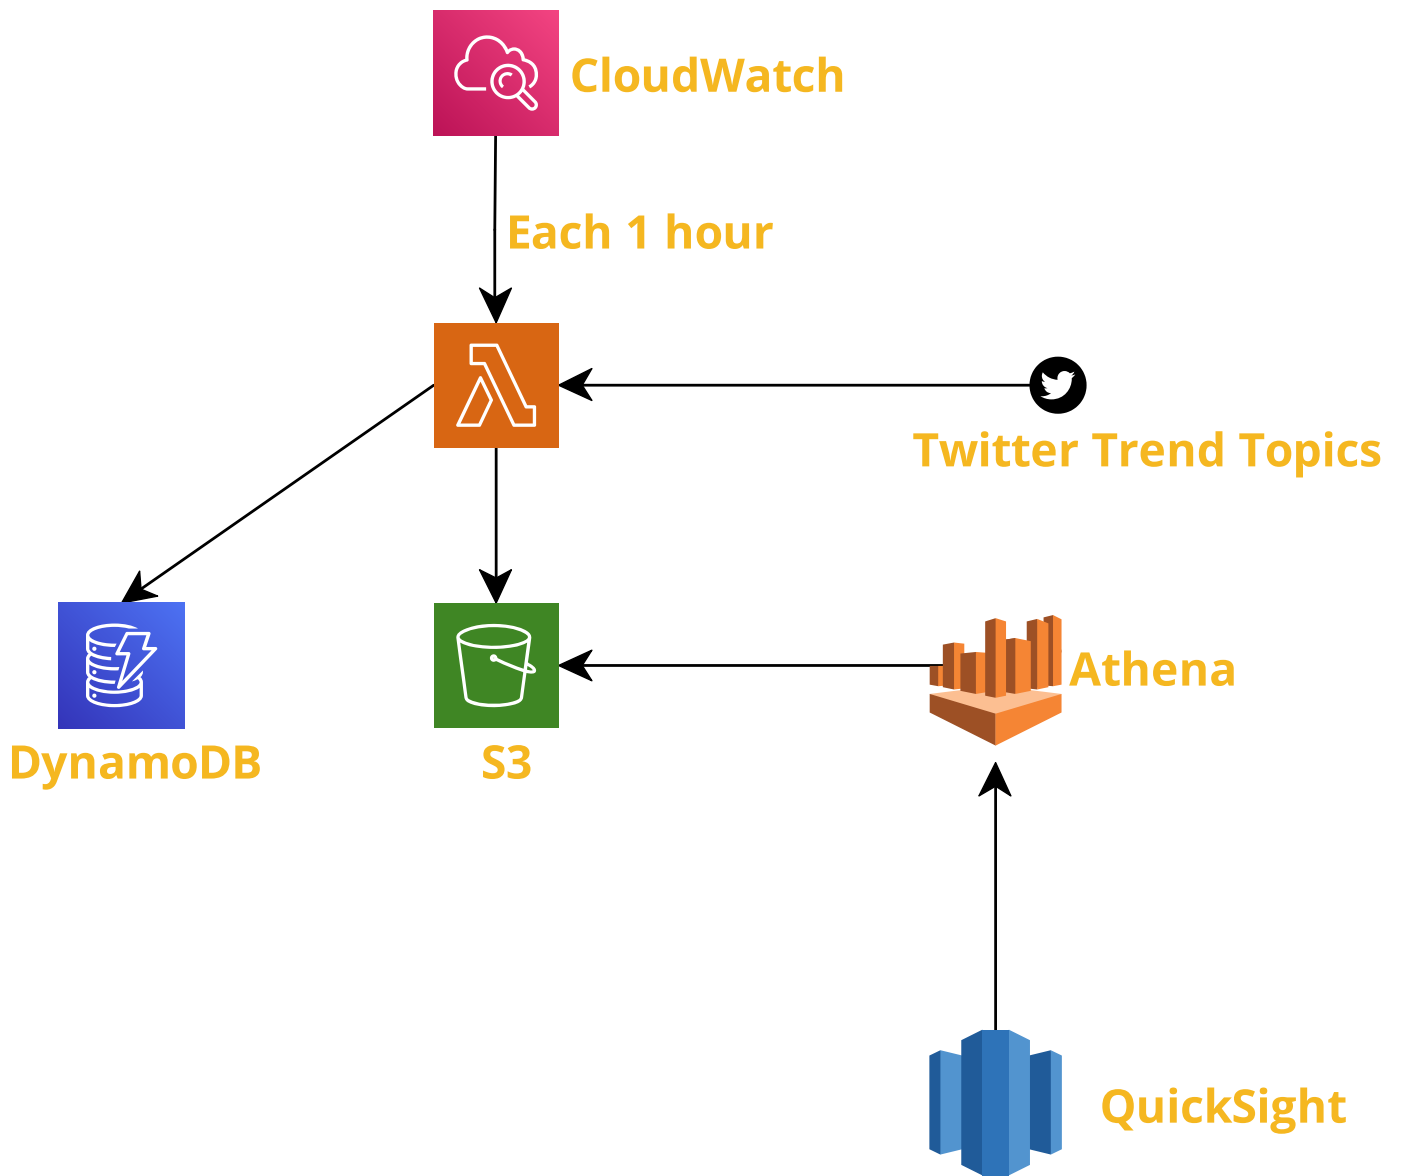 CloudWatch
Each 1 hour
Twitter Trend Topics
Athena
DynamoDB
S3
QuickSight